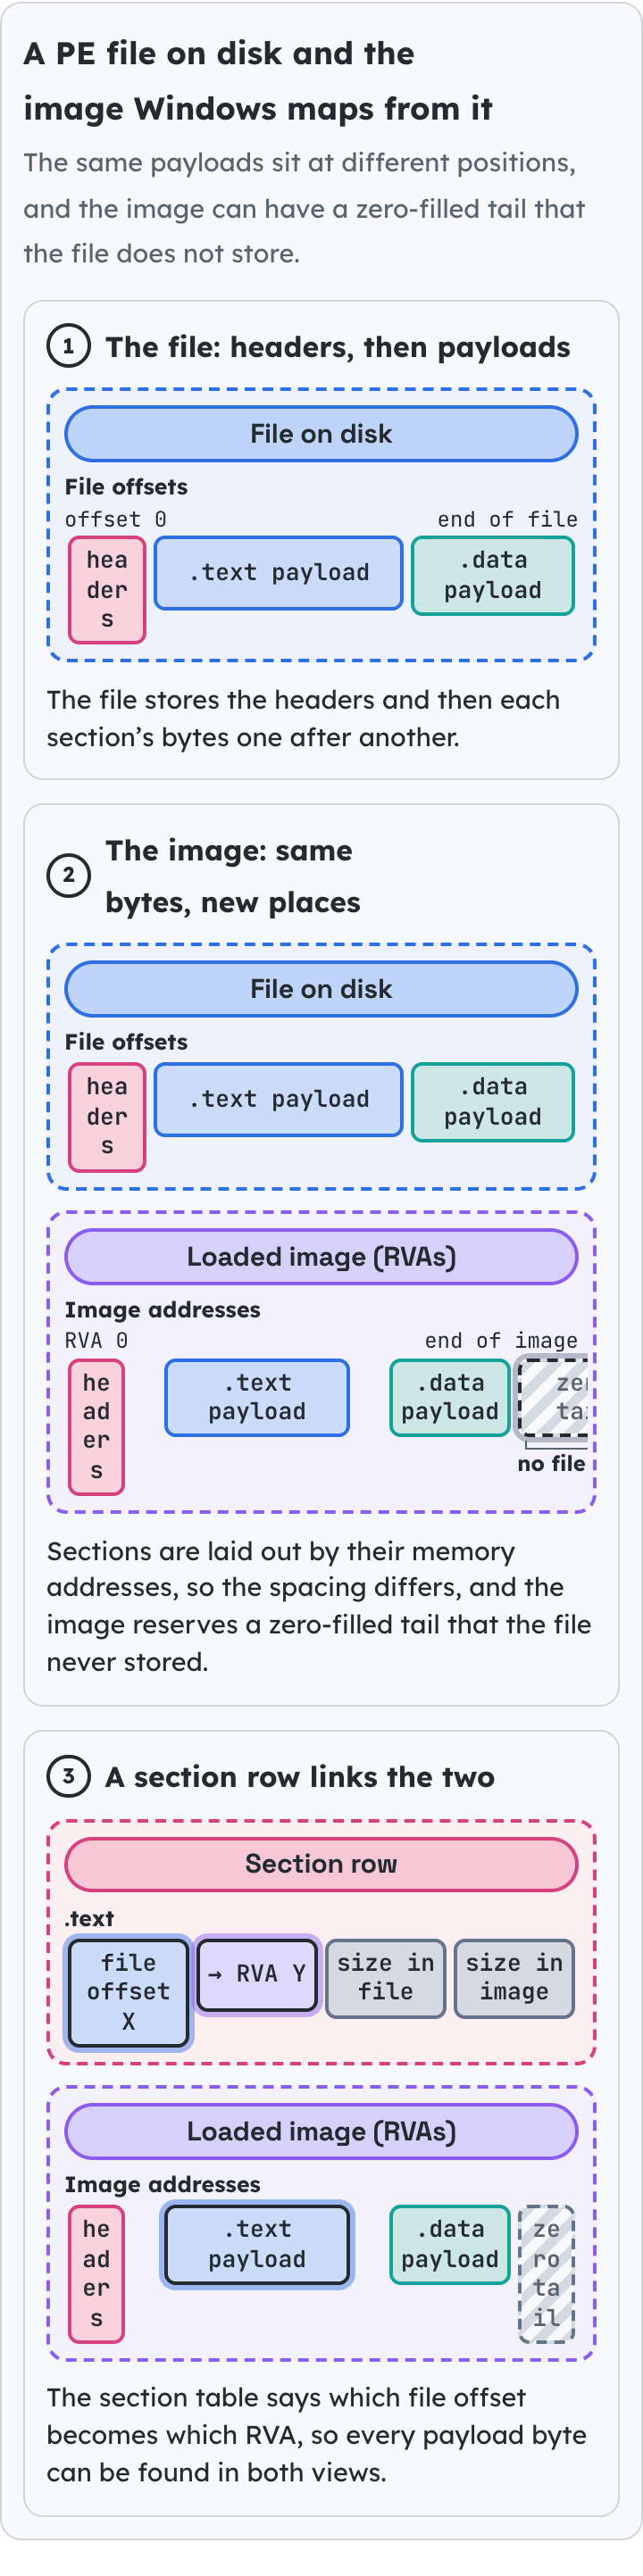 A PE file on disk and the
image Windows maps from it
The same payloads sit at different positions,
and the image can have a zero-filled tail that
the file does not store.
1 The file: headers, then payloads
File on disk
File offsets
offset 0 end of file
hea
der
s
.text payload
.data
payload
The file stores the headers and then each
section’s bytes one after another.
2 The image: same
bytes, new places
File on disk
File offsets
hea
der
s
.text payload
.data
payload
Loaded image (RVAs)
Image addresses
RVA 0 end of image
he
ad
er
s
.text
payload
.data
payload
no file
Sections are laid out by their memory
addresses, so the spacing differs, and the
image reserves a zero-filled tail that the file
never stored.
3 A section row links the two
Section row
.text
file
offset
X
→ RVA Y
size in
file
size in
image
Loaded image (RVAs)
Image addresses
he
ad
er
s
.text
payload
.data
payload
ze
ro
ta
il
The section table says which file offset
becomes which RVA, so every payload byte
can be found in both views.